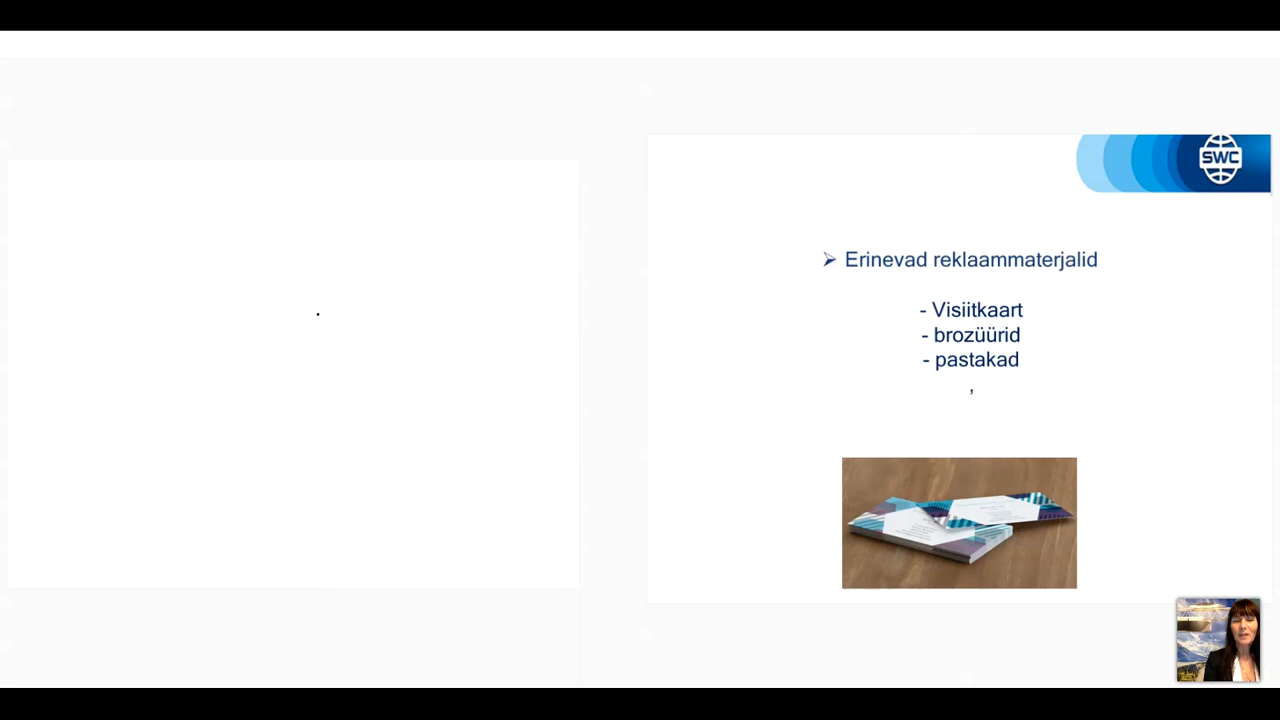 SWC
➢ Erinevad reklaammaterjalid
- Visiitkaart
- brozüürid
- pastakad
,